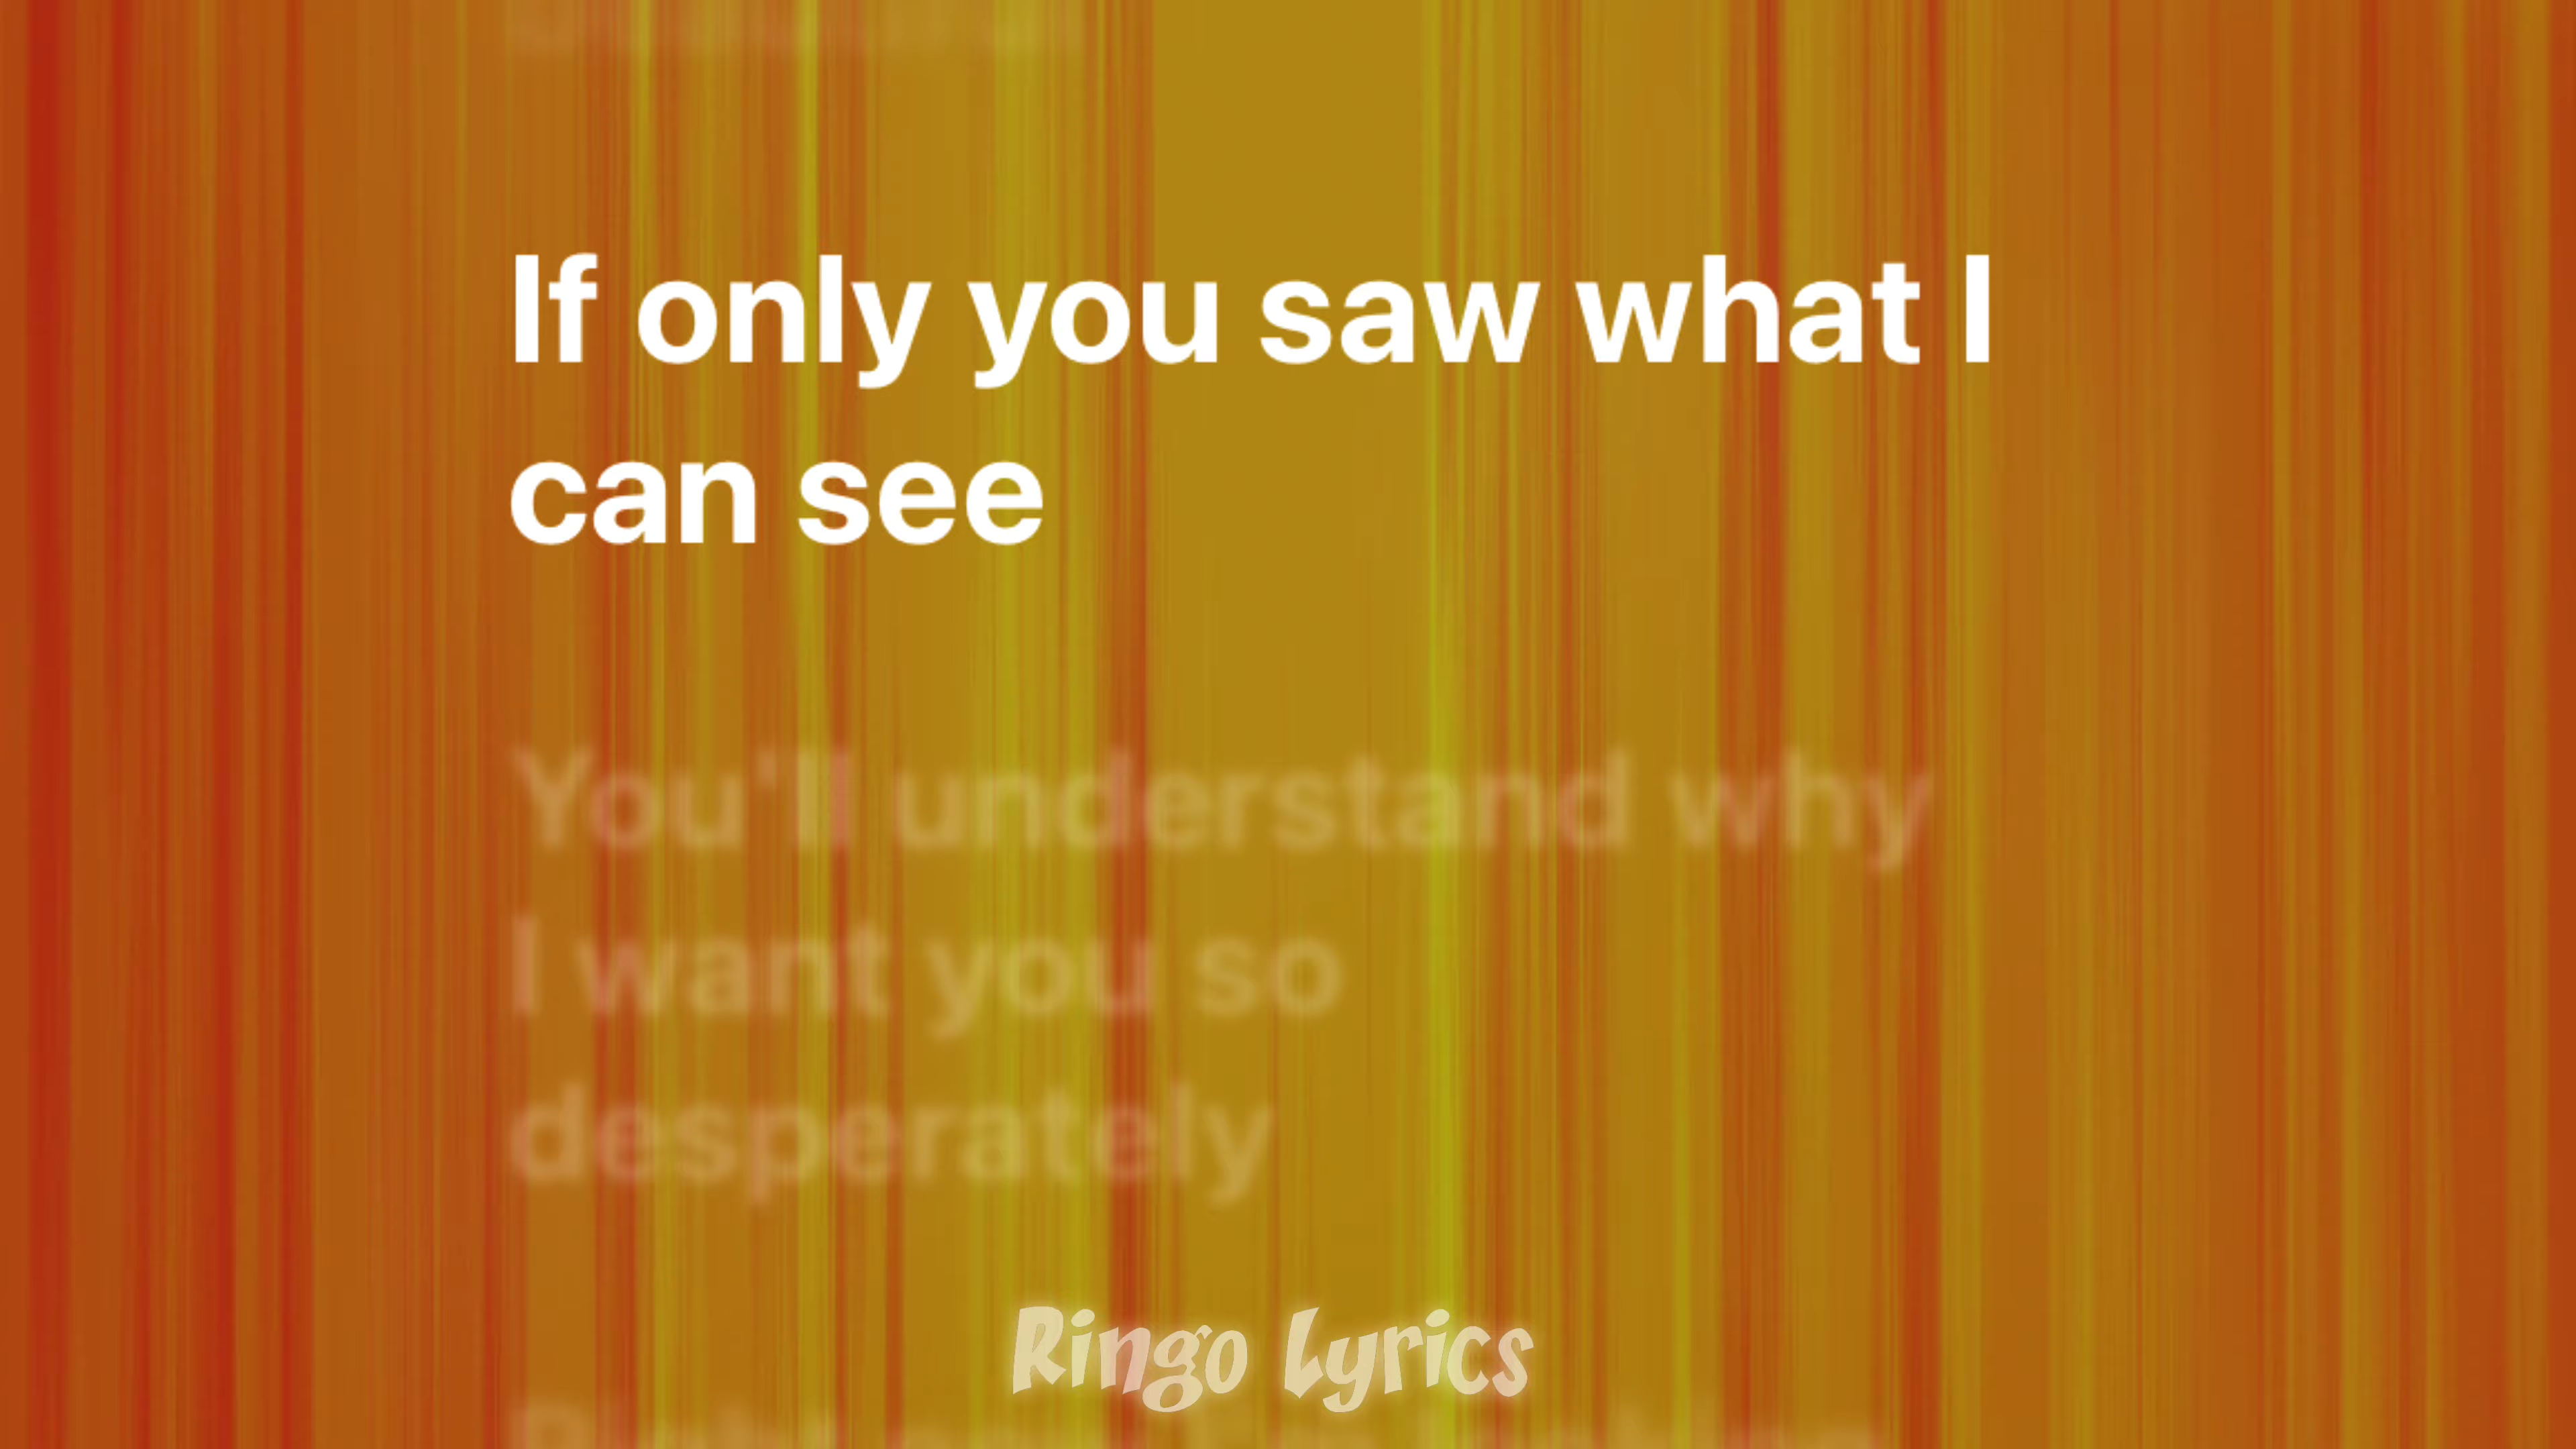 If only you saw what I
can see
You'll understand why
I want you so
desperately
Ringo Lyrics